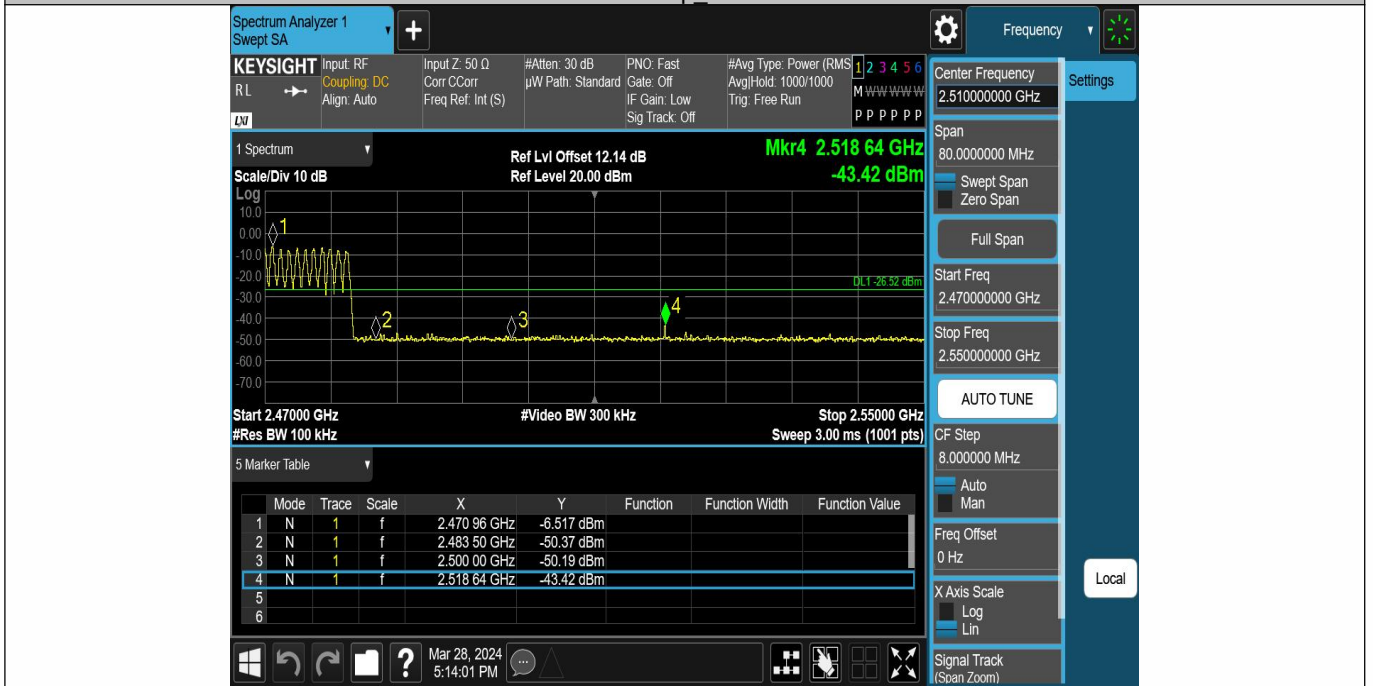 Spectrum Analyzer 1
Swept SA
+
Frequency
KEYSIGHT
RL
LXI
Input: RF
Coupling: DC
Align: Auto
Input Z: 50 Ω
Corr CCorr
Freq Ref: Int (S)
#Atten: 30 dB
µW Path: Standard
PNO: Fast
Gate: Off
IF Gain: Low
Sig Track: Off
#Avg Type: Power (RMS
Avg|Hold: 1000/1000
Trig: Free Run
1 2 3 4 5 6
M W W W W W
P P P P P P
Center Frequency
2.510000000 GHz
Settings
Span
80.0000000 MHz
Swept Span
Zero Span
Full Span
Start Freq
2.470000000 GHz
Stop Freq
2.550000000 GHz
AUTO TUNE
CF Step
8.000000 MHz
Auto
Man
Freq Offset
0 Hz
X Axis Scale
Log
Lin
Signal Track
(Span Zoom)
Local
1 Spectrum
Scale/Div 10 dB
Log
Ref Lvl Offset 12.14 dB
Ref Level 20.00 dBm
Mkr4 2.518 64 GHz
-43.42 dBm
10.0
0.00
-10.0
-20.0
-30.0
-40.0
-50.0
-60.0
-70.0
1
2
3
4
DL1 -26.52 dBm
Start 2.47000 GHz
#Res BW 100 kHz
#Video BW 300 kHz
Stop 2.55000 GHz
Sweep 3.00 ms (1001 pts)
5 Marker Table
Mode Trace Scale X Y Function Function Width Function Value
1 N 1 f 2.470 96 GHz -6.517 dBm
2 N 1 f 2.483 50 GHz -50.37 dBm
3 N 1 f 2.500 00 GHz -50.19 dBm
4 N 1 f 2.518 64 GHz -43.42 dBm
5
6
?
Mar 28, 2024
5:14:01 PM